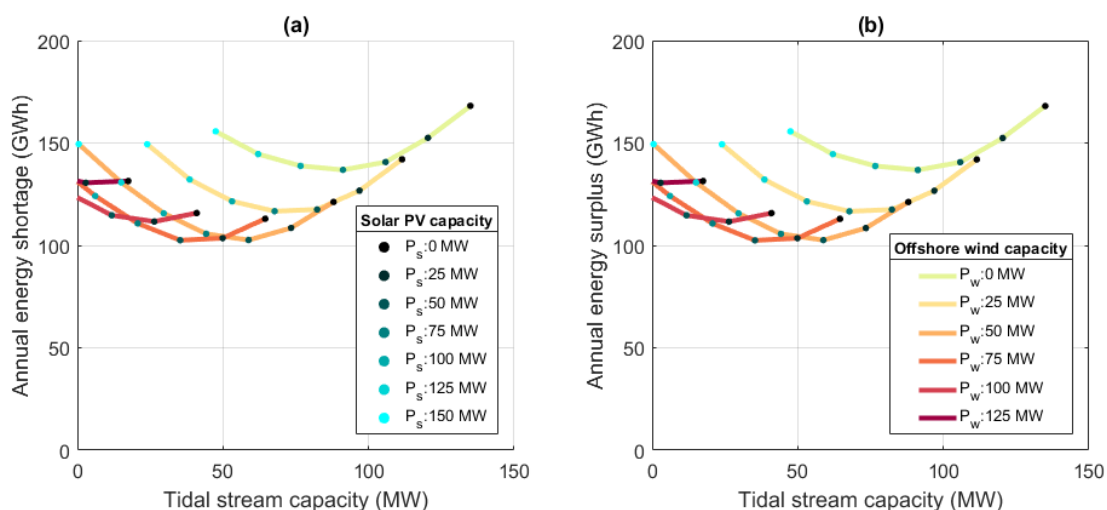 (a)
200
150
100
50
0
0
50
100
150
Annual energy shortage (GWh)
Tidal stream capacity (MW)
Solar PV capacity
Ps:0 MW
Ps:25 MW
Ps:50 MW
Ps:75 MW
Ps:100 MW
Ps:125 MW
Ps:150 MW
(b)
200
150
100
50
0
0
50
100
150
Annual energy surplus (GWh)
Tidal stream capacity (MW)
Offshore wind capacity
Pw:0 MW
Pw:25 MW
Pw:50 MW
Pw:75 MW
Pw:100 MW
Pw:125 MW